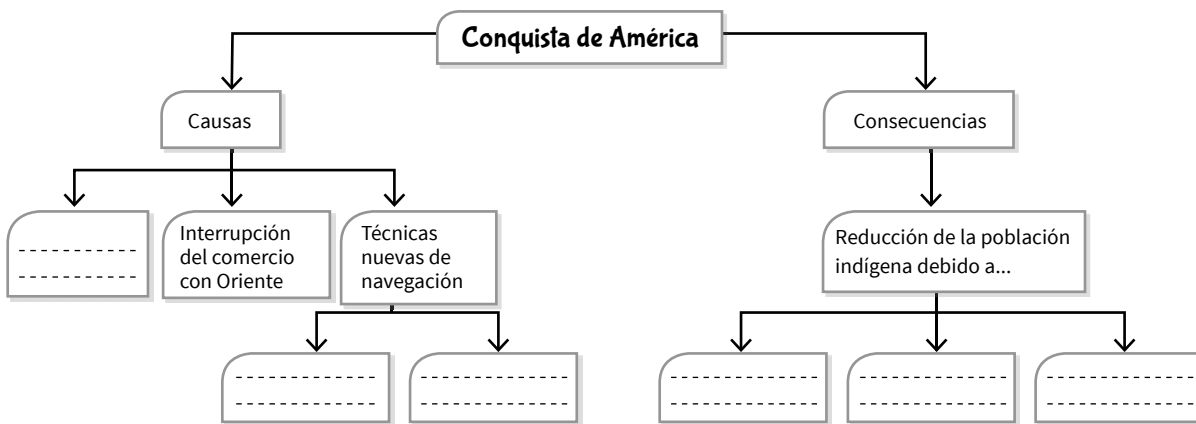 Conquista de América
Causas
Consecuencias
Interrupción
del comercio
con Oriente
Técnicas
nuevas de
navegación
Reducción de la población
indígena debido a...